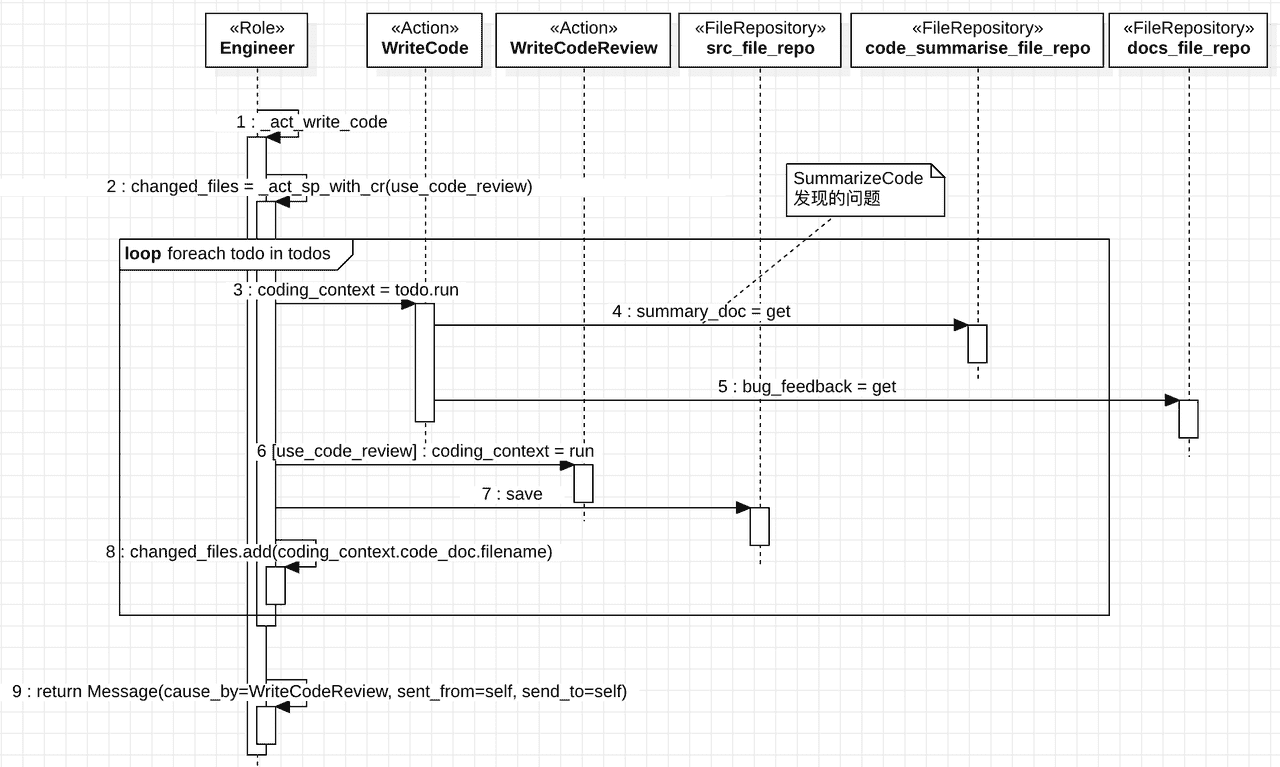 «Role»
Engineer
«Action»
WriteCode
«Action»
WriteCodeReview
«FileRepository»
src_file_repo
«FileRepository»
code_summarise_file_repo
«FileRepository»
docs_file_repo
1 : _act_write_code
2 : changed_files = _act_sp_with_cr(use_code_review)
SummarizeCode
发现的问题
loop foreach todo in todos
3 : coding_context = todo.run
4 : summary_doc = get
5 : bug_feedback = get
6 [use_code_review] : coding_context = run
7 : save
8 : changed_files.add(coding_context.code_doc.filename)
9 : return Message(cause_by=WriteCodeReview, sent_from=self, send_to=self)